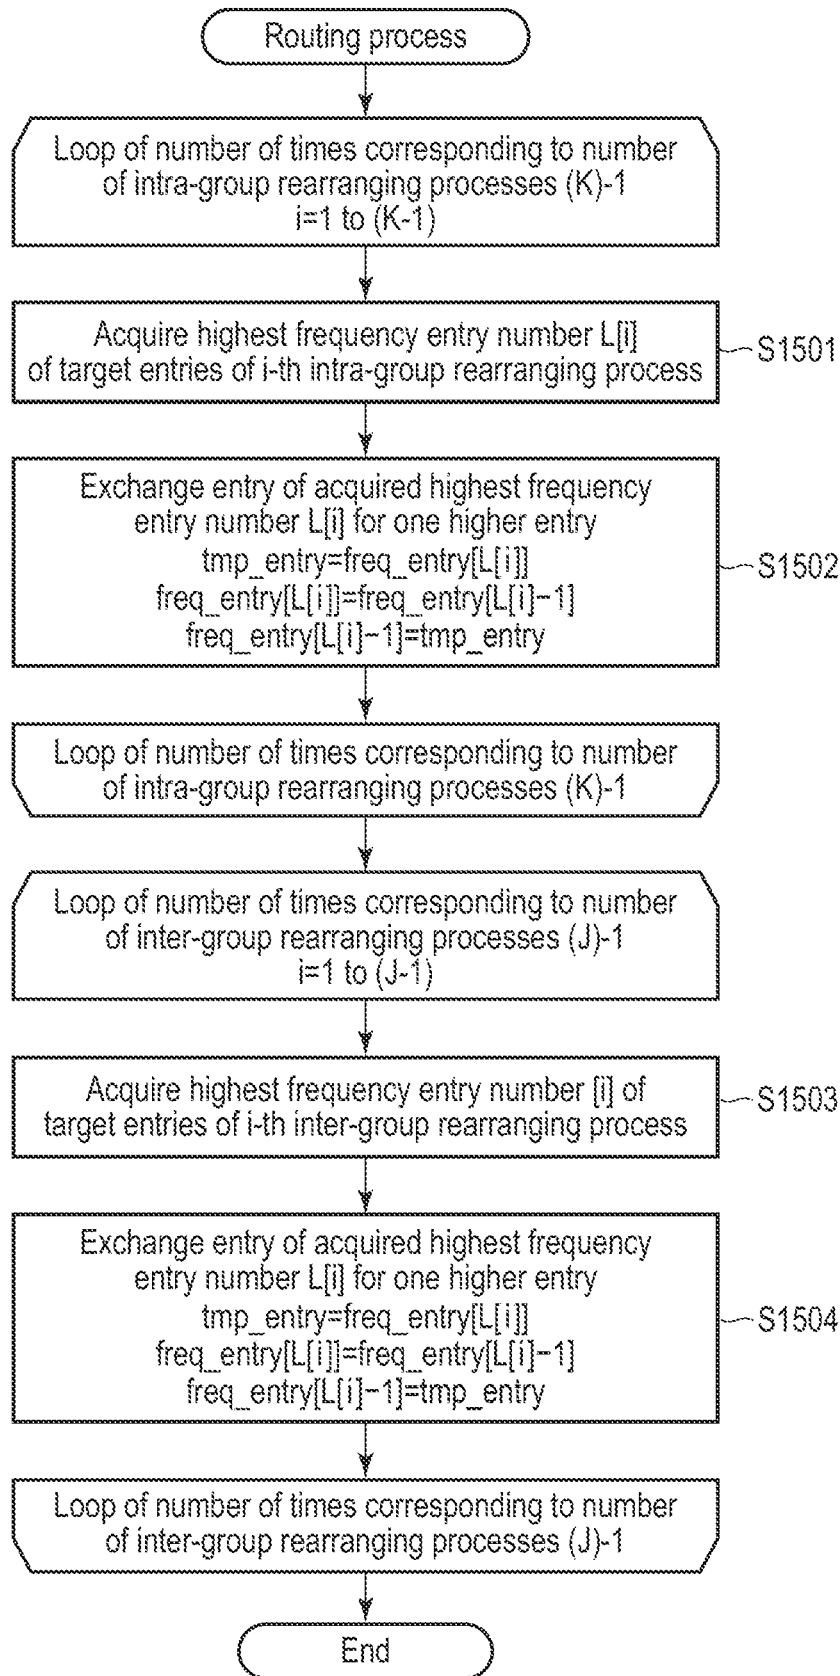 Routing process
Loop of number of times corresponding to number
of intra-group rearranging processes (K)-1
i=1 to (K-1)
Acquire highest frequency entry number L[i]
of target entries of i-th intra-group rearranging process
S1501
Exchange entry of acquired highest frequency
entry number L[i] for one higher entry
tmp_entry=freq_entry[L[i]]
freq_entry[L[i]]=freq_entry[L[i]−1]
freq_entry[L[i]−1]=tmp_entry
S1502
Loop of number of times corresponding to number
of intra-group rearranging processes (K)-1
Loop of number of times corresponding to number
of inter-group rearranging processes (J)-1
i=1 to (J-1)
Acquire highest frequency entry number [i] of
target entries of i-th inter-group rearranging process
S1503
Exchange entry of acquired highest frequency
entry number L[i] for one higher entry
tmp_entry=freq_entry[L[i]]
freq_entry[L[i]]=freq_entry[L[i]−1]
freq_entry[L[i]−1]=tmp_entry
S1504
Loop of number of times corresponding to number
of inter-group rearranging processes (J)-1
End